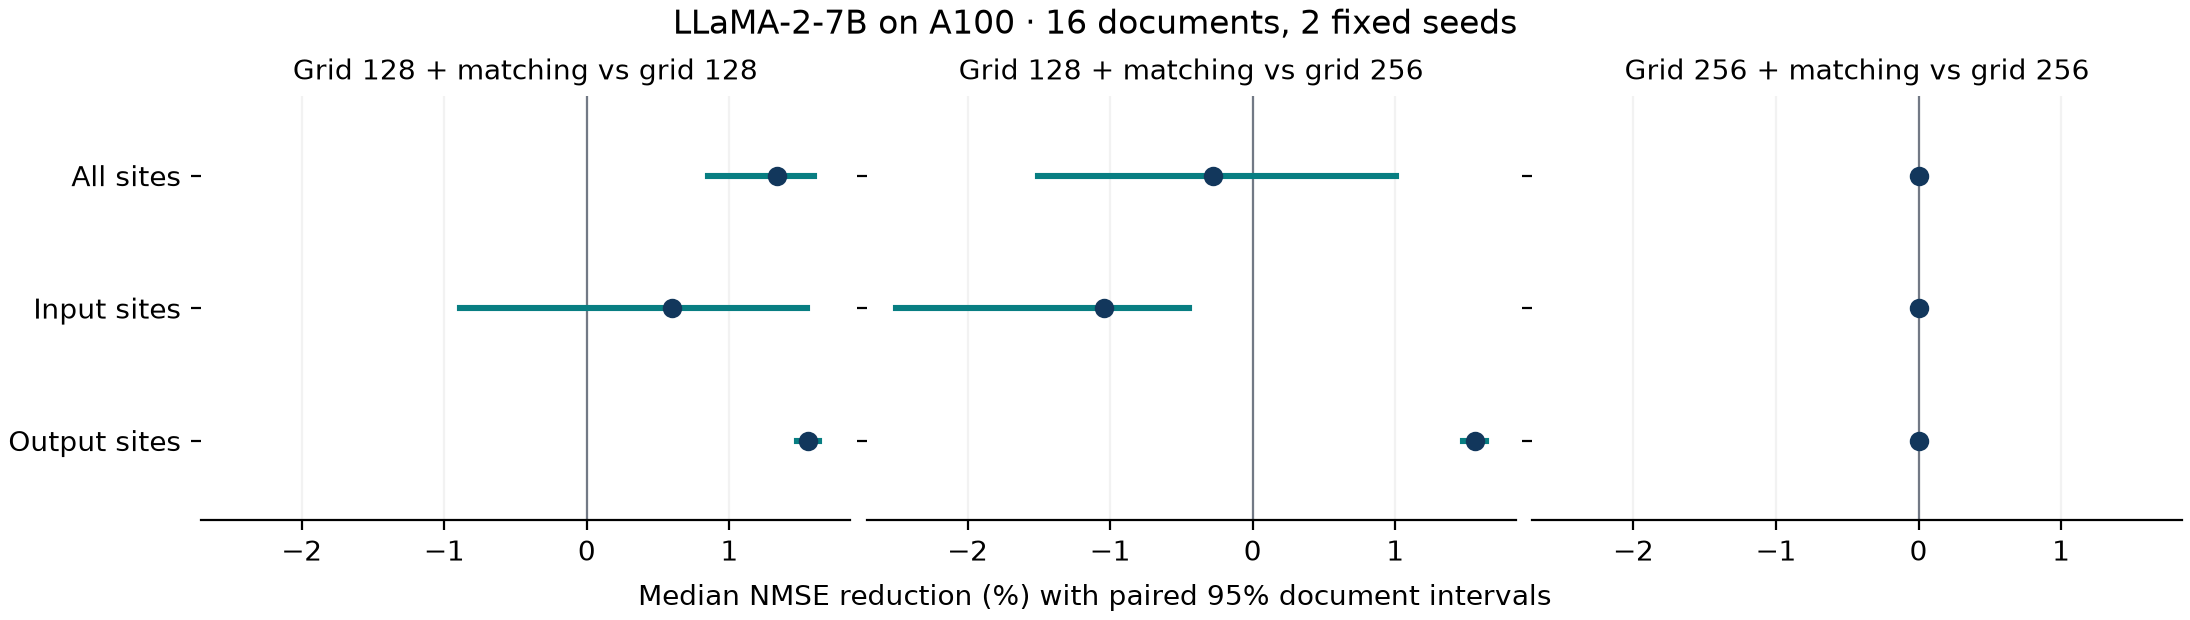 LLaMA-2-7B on A100 · 16 documents, 2 fixed seeds
Grid 128 + matching vs grid 128
Grid 128 + matching vs grid 256
Grid 256 + matching vs grid 256
All sites
Input sites
Output sites
−2 −1 0 1
−2 −1 0 1
−2 −1 0 1
Median NMSE reduction (%) with paired 95% document intervals